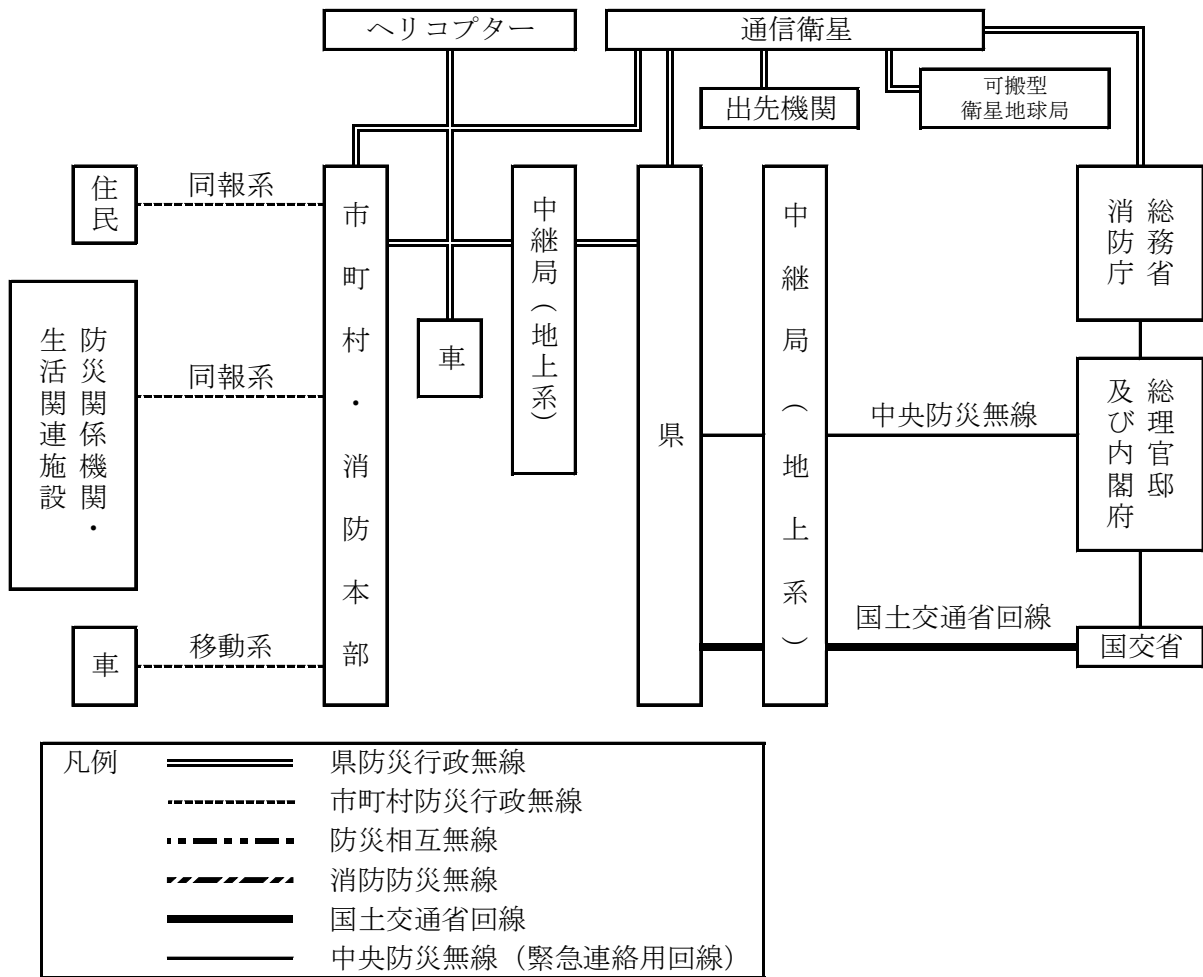 ヘリコプター
通信衛星
出先機関
可搬型
衛星地球局
住民
同報系
市町村・消防本部
中継局（地上系）
県
中継局（地上系）
総務省
消防庁
防災関係機関・
生活関連施設
同報系
車
中央防災無線
総理官邸
及び内閣府
車
移動系
国土交通省回線
国交省
凡例
県防災行政無線
市町村防災行政無線
防災相互無線
消防防災無線
国土交通省回線
中央防災無線（緊急連絡用回線）